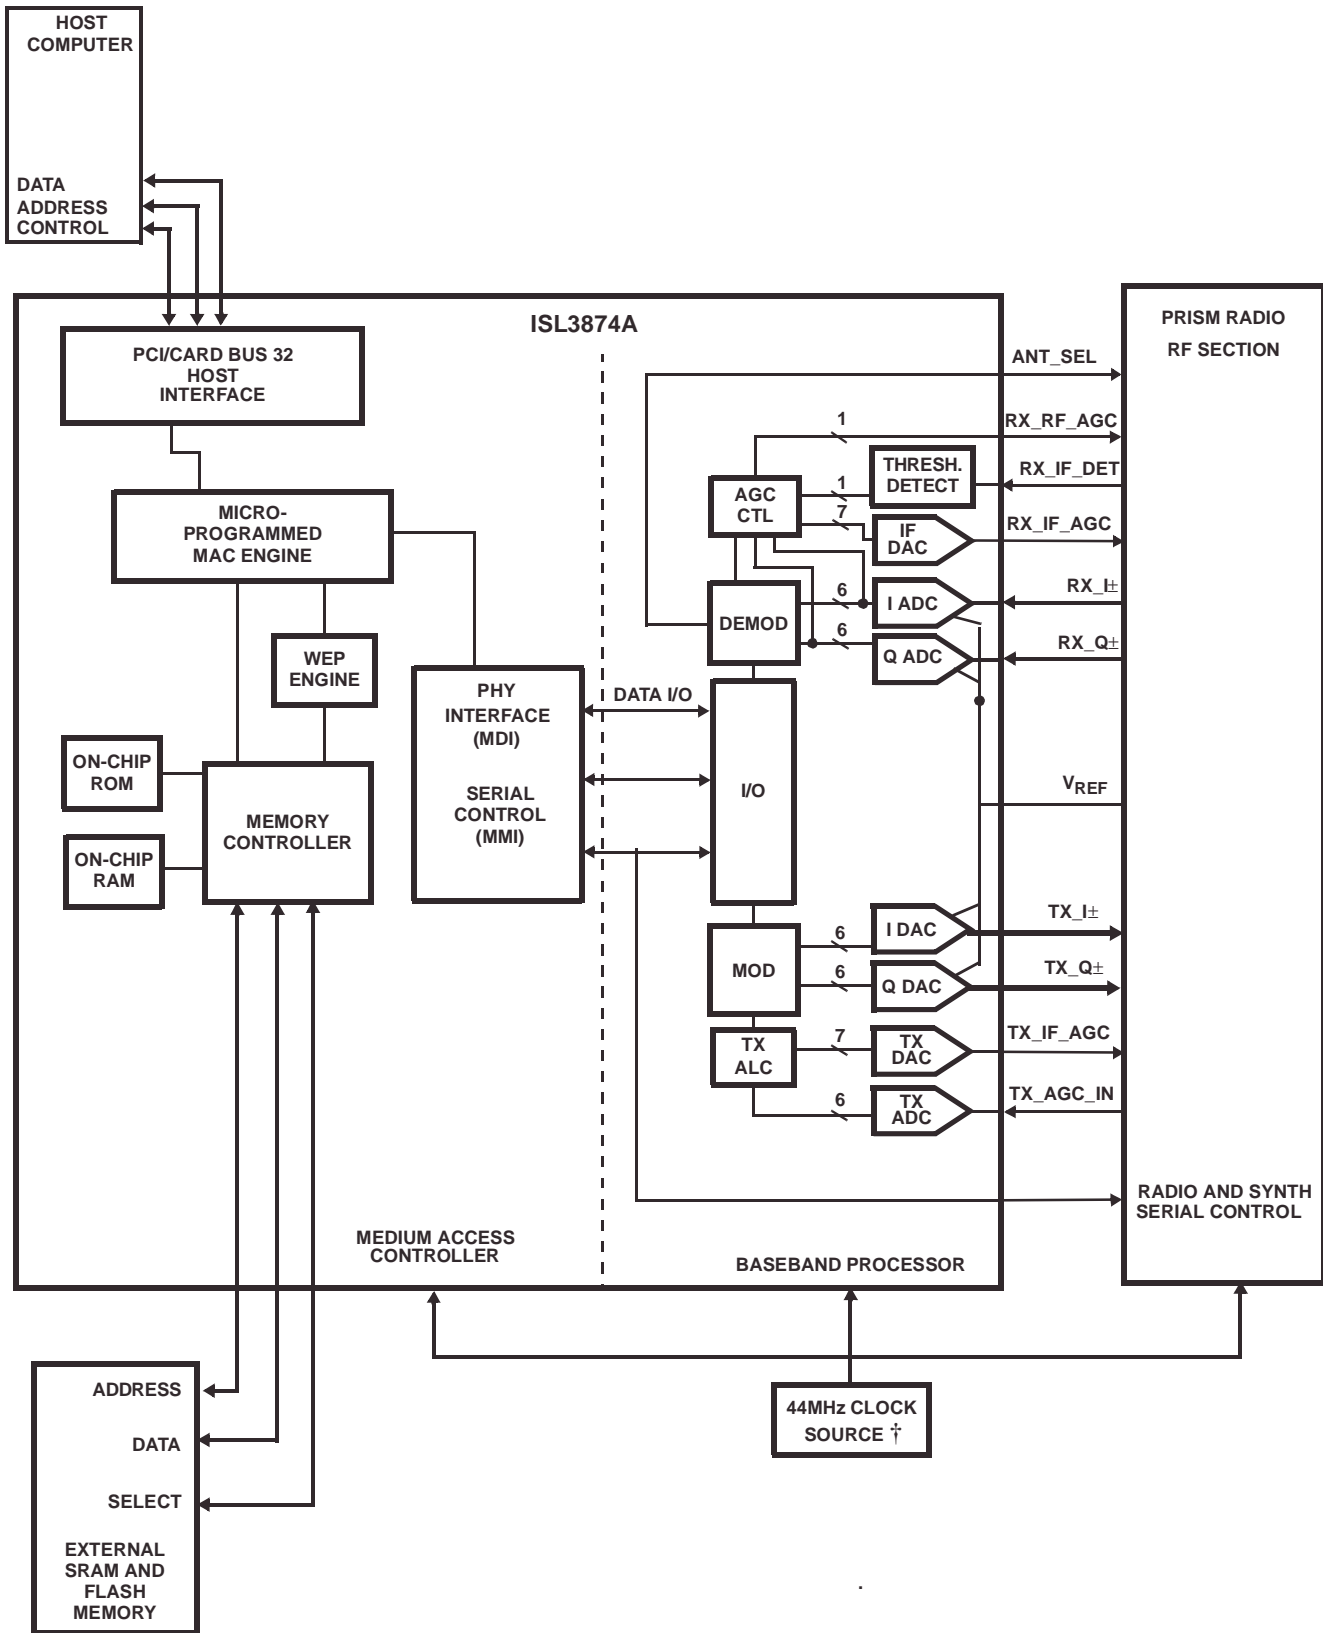 HOST
COMPUTER
DATA
ADDRESS
CONTROL
ISL3874A
PCI/CARD BUS 32
HOST
INTERFACE
MICRO-
PROGRAMMED
MAC ENGINE
WEP
ENGINE
ON-CHIP
ROM
ON-CHIP
RAM
MEMORY
CONTROLLER
PHY
INTERFACE
(MDI)
SERIAL
CONTROL
(MMI)
DATA I/O
MEDIUM ACCESS
CONTROLLER
AGC
CTL
1
1
7
THRESH.
DETECT
IF
DAC
DEMOD
6
6
I ADC
Q ADC
I/O
MOD
6
6
I DAC
Q DAC
TX
ALC
7
6
TX
DAC
TX
ADC
BASEBAND PROCESSOR
ANT_SEL
RX_RF_AGC
RX_IF_DET
RX_IF_AGC
RX_I±
RX_Q±
VREF
TX_I±
TX_Q±
TX_IF_AGC
TX_AGC_IN
PRISM RADIO
RF SECTION
RADIO AND SYNTH
SERIAL CONTROL
44MHz CLOCK
SOURCE †
ADDRESS
DATA
SELECT
EXTERNAL
SRAM AND
FLASH
MEMORY
.